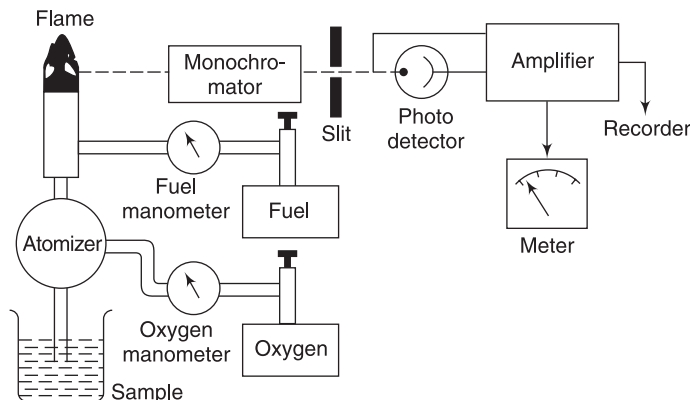 Flame
Monochro-
mator
Slit
Photo
detector
Amplifier
Recorder
Meter
Fuel
manometer
Fuel
Atomizer
Oxygen
manometer
Oxygen
Sample